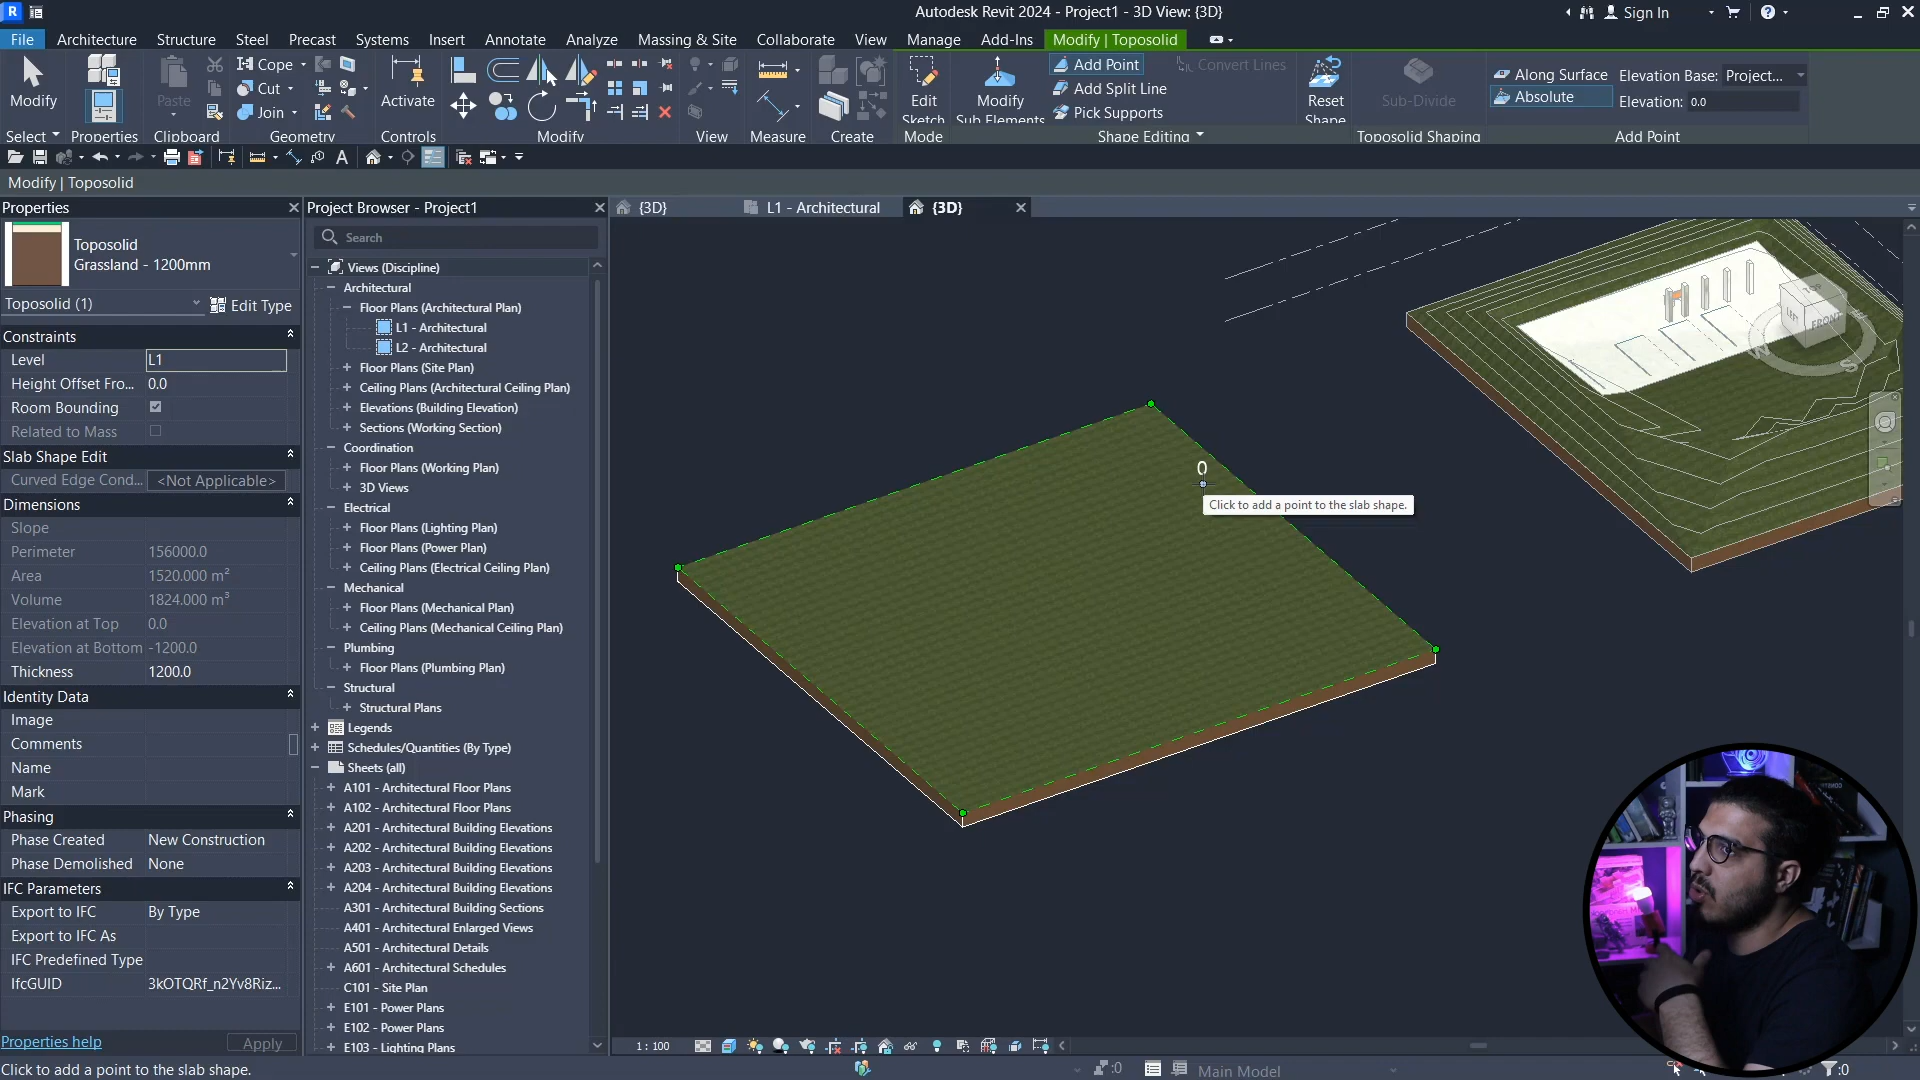 R
Autodesk Revit 2024 - Project1 - 3D View: {3D}
Sign In
File Architecture Structure Steel Precast Systems Insert Annotate Analyze Massing & Site Collaborate View Manage Add-Ins Modify | Toposolid
Modify
Paste
Cope
Cut
Join
Activate
Edit
Sketch
Modify
Sub Elements
Add Point
Add Split Line
Pick Supports
Convert Lines
Reset
Shape
Sub-Divide
Along Surface
Absolute
Elevation Base: Project...
Elevation: 0.0
Select Properties Clipboard Geometry Controls Modify View Measure Create Mode Shape Editing Toposolid Shaping Add Point
Modify | Toposolid
Properties
Toposolid
Grassland - 1200mm
Toposolid (1)
Edit Type
Constraints
Level L1
Height Offset Fro... 0.0
Room Bounding
Related to Mass
Slab Shape Edit
Curved Edge Cond... <Not Applicable>
Dimensions
Slope
Perimeter 156000.0
Area 1520.000 m²
Volume 1824.000 m³
Elevation at Top 0.0
Elevation at Bottom -1200.0
Thickness 1200.0
Identity Data
Image
Comments
Name
Mark
Phasing
Phase Created New Construction
Phase Demolished None
IFC Parameters
Export to IFC By Type
Export to IFC As
IFC Predefined Type
IfcGUID 3kOTQRf_n2Yv8Riz...
Properties help
Apply
Project Browser - Project1
Search
Views (Discipline)
Architectural
Floor Plans (Architectural Plan)
L1 - Architectural
L2 - Architectural
Floor Plans (Site Plan)
Ceiling Plans (Architectural Ceiling Plan)
Elevations (Building Elevation)
Sections (Working Section)
Coordination
Floor Plans (Working Plan)
3D Views
Electrical
Floor Plans (Lighting Plan)
Floor Plans (Power Plan)
Ceiling Plans (Electrical Ceiling Plan)
Mechanical
Floor Plans (Mechanical Plan)
Ceiling Plans (Mechanical Ceiling Plan)
Plumbing
Floor Plans (Plumbing Plan)
Structural
Structural Plans
Legends
Schedules/Quantities (By Type)
Sheets (all)
A101 - Architectural Floor Plans
A102 - Architectural Floor Plans
A201 - Architectural Building Elevations
A202 - Architectural Building Elevations
A203 - Architectural Building Elevations
A204 - Architectural Building Elevations
A301 - Architectural Building Sections
A401 - Architectural Enlarged Views
A501 - Architectural Details
A601 - Architectural Schedules
C101 - Site Plan
E101 - Power Plans
E102 - Power Plans
E103 - Lighting Plans
{3D}
L1 - Architectural
{3D}
TOP
LEFT
FRONT
W
S
0
Click to add a point to the slab shape.
1 : 100
Click to add a point to the slab shape.
:0
Main Model
:0